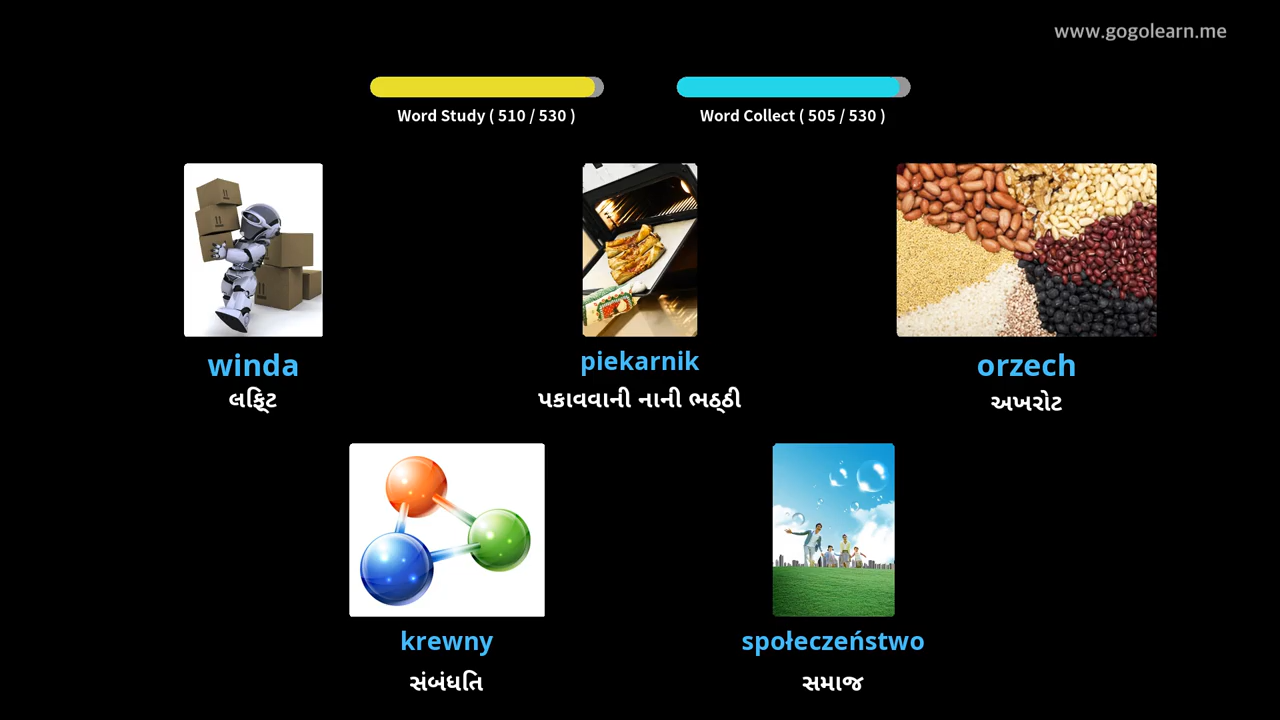 www.gogolearn.me
Word Study ( 510 / 530 )
Word Collect ( 505 / 530 )
winda
piekarnik
orzech
લિફ્ટ
પકાવવાની નાની ભઠ્ઠી
અખરોટ
krewny
społeczeństwo
સંબંધિત
સમાજ